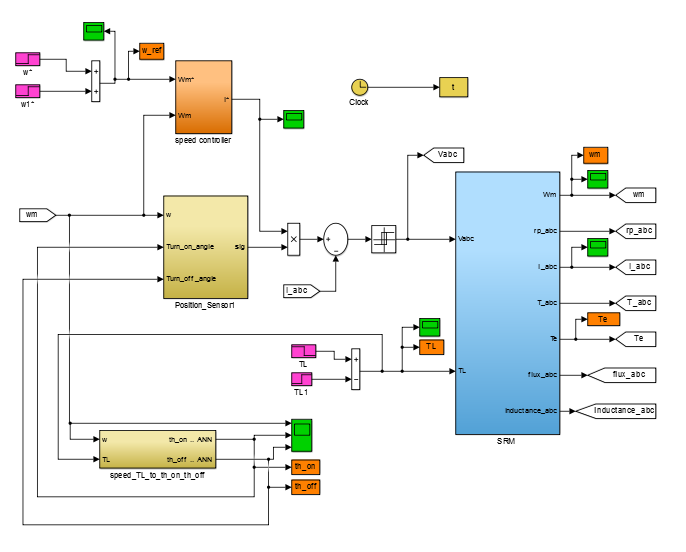 w_ref
w*
w1*
Wm*
Wm
I*
speed controller
Clock
t
Vabc
wm
wm
w
Turn_on_angle
Turn_off_angle
sig
Position_Sensor1
×
+
−
I_abc
Vabc
TL
Wm
rp_abc
I_abc
T_abc
Te
flux_abc
Inductance_abc
SRM
wm
rp_abc
I_abc
T_abc
Te
Te
flux_abc
Inductance_abc
TL
TL
TL1
+
−
+
+
w
TL
th_on .. ANN
th_off .. ANN
speed_TL_to_th_on_th_off
th_on
th_off